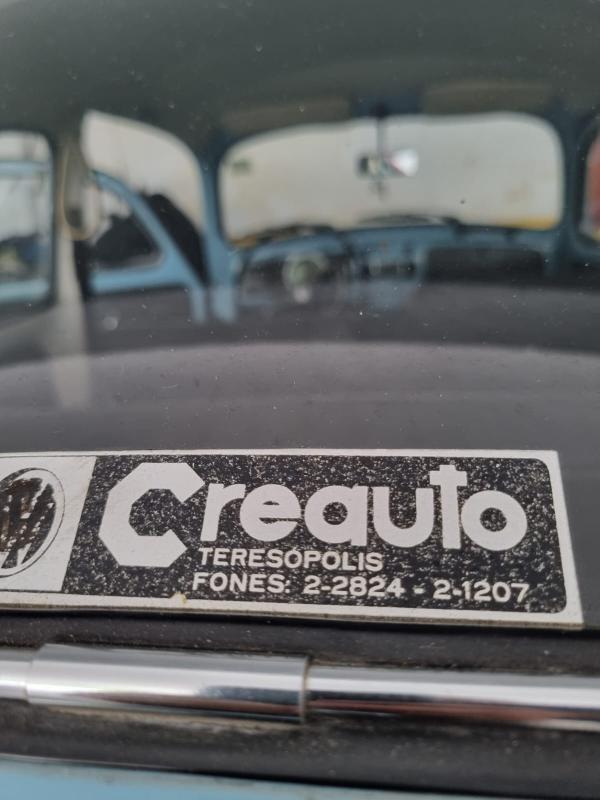 Creauto
TERESÓPOLIS
FONES: 2-2824 - 2-1207